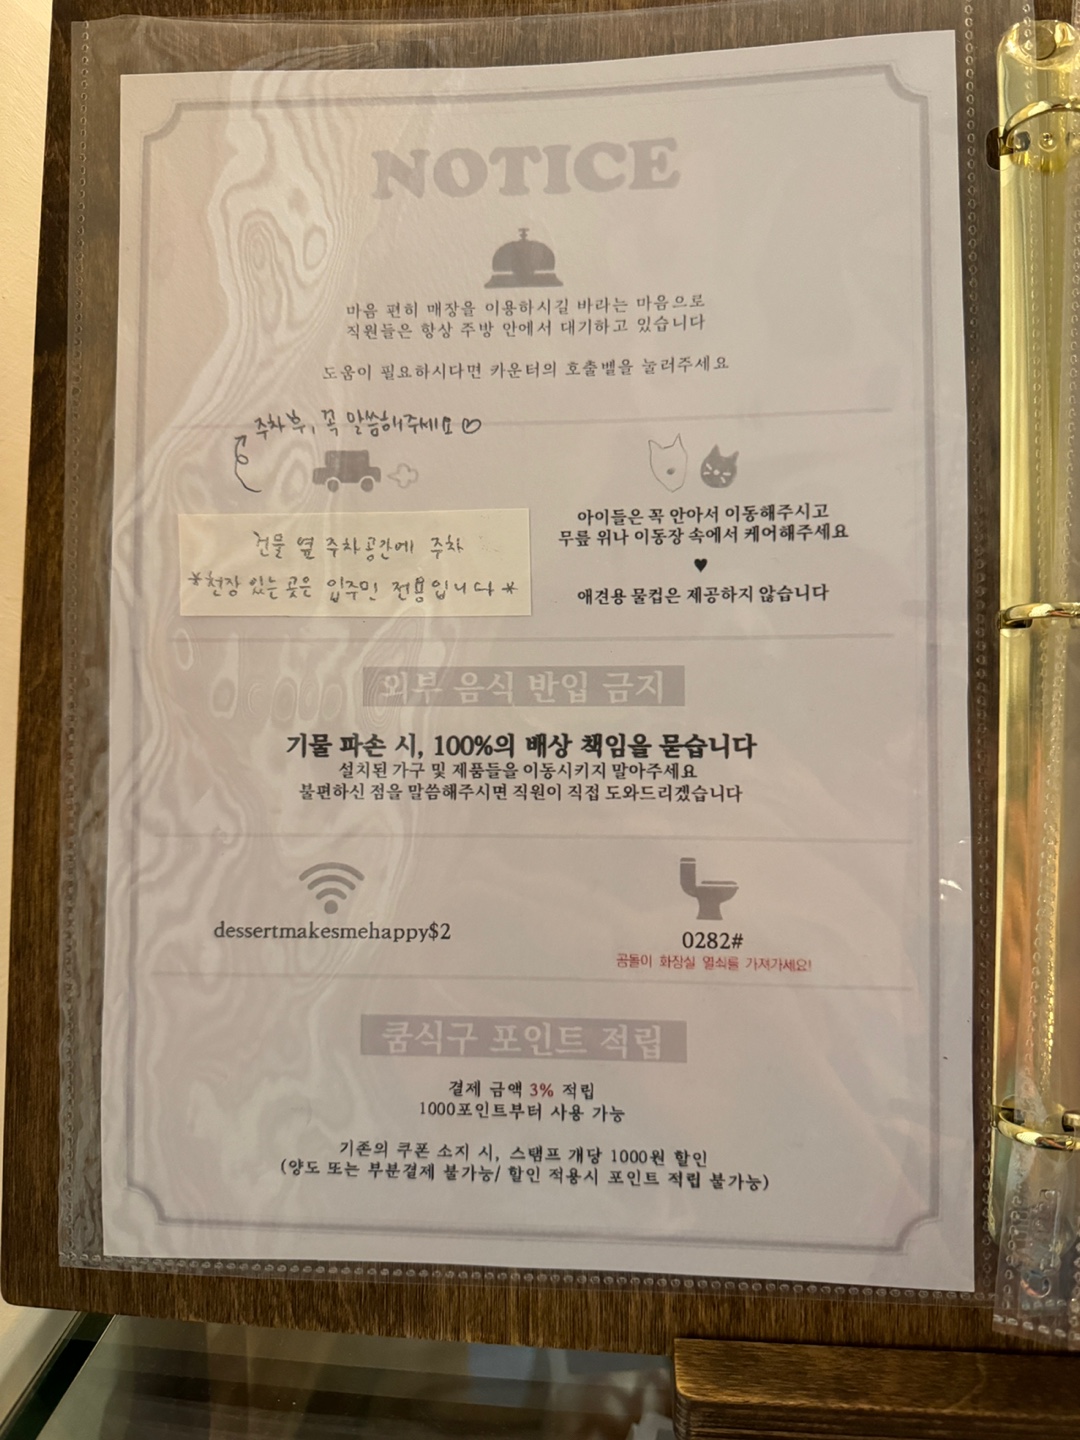 NOTICE
마음 편히 매장을 이용하시길 바라는 마음으로
직원들은 항상 주방 안에서 대기하고 있습니다
도움이 필요하시다면 카운터의 호출벨을 눌러주세요
주차 후, 꼭 말씀해주세요♡
건물 옆 주차공간에 주차
*천장 있는 곳은 입주민 전용입니다*
아이들은 꼭 안아서 이동해주시고
무릎 위나 이동장 속에서 케어해주세요
♥
애견용 물컵은 제공하지 않습니다
외부 음식 반입 금지
기물 파손 시, 100%의 배상 책임을 묻습니다
설치된 가구 및 제품들을 이동시키지 말아주세요
불편하신 점을 말씀해주시면 직원이 직접 도와드리겠습니다
dessertmakesmehappy$2
0282#
곰돌이 화장실 열쇠를 가져가세요!
쿰식구 포인트 적립
결제 금액 3% 적립
1000포인트부터 사용 가능
기존의 쿠폰 소지 시, 스탬프 개당 1000원 할인
(양도 또는 부분결제 불가능/ 할인 적용시 포인트 적립 불가능)